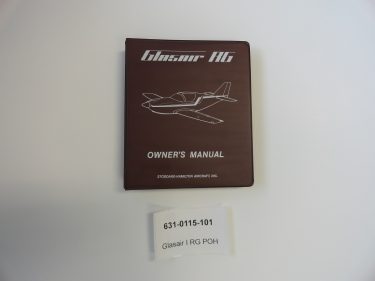 Glasair RG
OWNER'S MANUAL
STODDARD-HAMILTON AIRCRAFT, INC.
631-0115-101
Glasair I RG POH